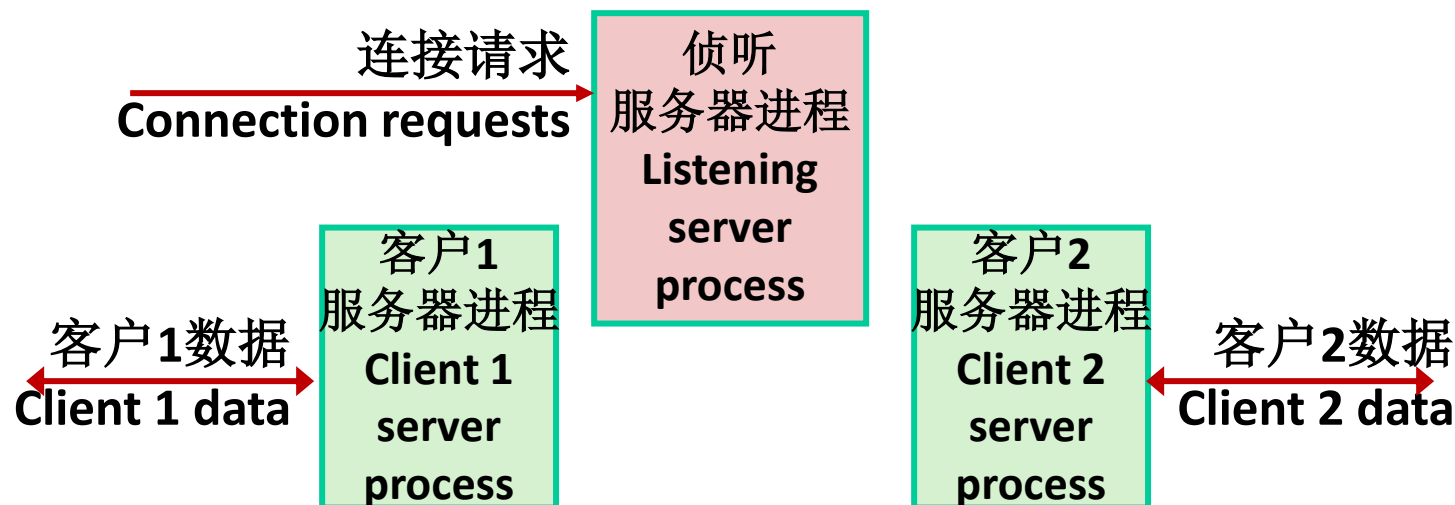 连接请求
Connection requests
侦听
服务器进程
Listening
server
process
客户1
服务器进程
Client 1
server
process
客户1数据
Client 1 data
客户2
服务器进程
Client 2
server
process
客户2数据
Client 2 data